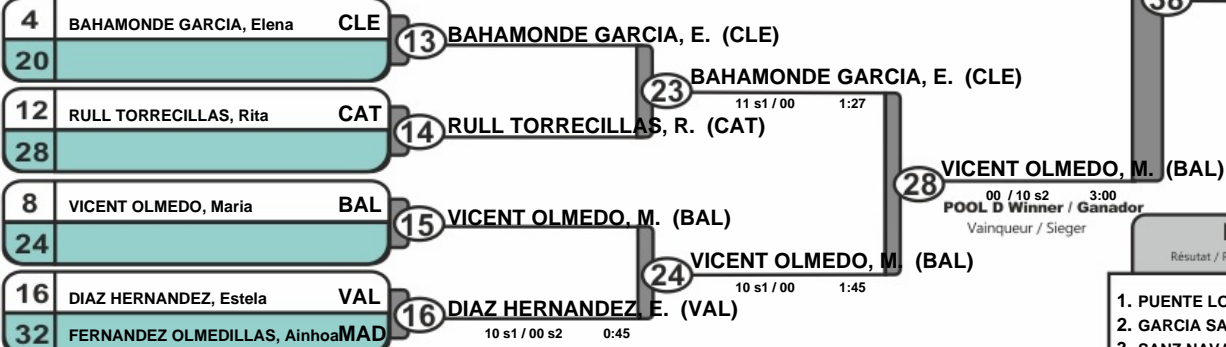 38
4 BAHAMONDE GARCIA, Elena CLE
20
13 BAHAMONDE GARCIA, E. (CLE)
23 BAHAMONDE GARCIA, E. (CLE)
11 s1 / 00 1:27
12 RULL TORRECILLAS, Rita CAT
28
14 RULL TORRECILLAS, R. (CAT)
28 VICENT OLMEDO, M. (BAL)
00 / 10 s2 3:00
POOL D Winner / Ganador
Vainqueur / Sieger
8 VICENT OLMEDO, Maria BAL
24
15 VICENT OLMEDO, M. (BAL)
24 VICENT OLMEDO, M. (BAL)
10 s1 / 00 1:45
16 DIAZ HERNANDEZ, Estela VAL
32 FERNANDEZ OLMEDILLAS, Ainhoa MAD
16 DIAZ HERNANDEZ, E. (VAL)
10 s1 / 00 s2 0:45
Résutat /
1. PUENTE LO
2. GARCIA SA